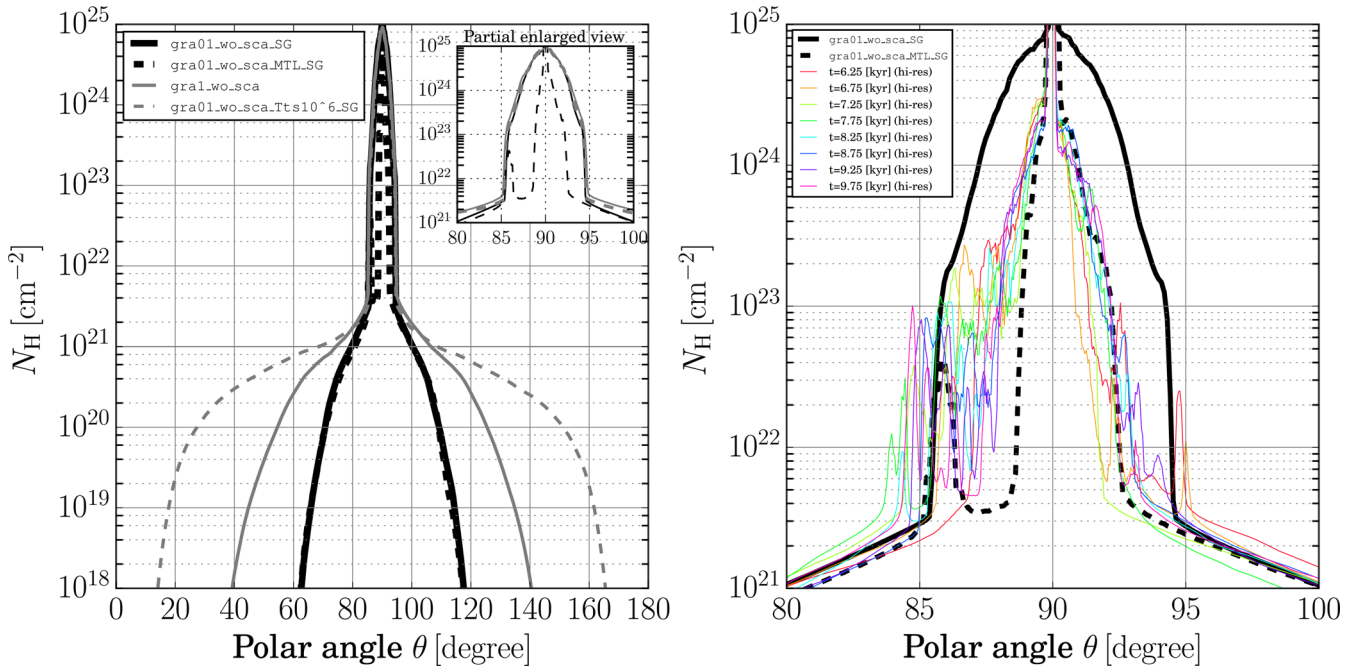 gra01_wo_sca_SG
gra01_wo_sca_MTL_SG
gra1_wo_sca
gra01_wo_sca_Tts10^6_SG
Partial enlarged view
10^25
10^24
10^23
10^22
10^21
80 85 90 95 100
10^25
10^24
10^23
10^22
10^21
10^20
10^19
10^18
N_H [cm^−2]
0 20 40 60 80 100 120 140 160 180
Polar angle θ [degree]
gra01_wo_sca_SG
gra01_wo_sca_MTL_SG
t=6.25 [kyr] (hi-res)
t=6.75 [kyr] (hi-res)
t=7.25 [kyr] (hi-res)
t=7.75 [kyr] (hi-res)
t=8.25 [kyr] (hi-res)
t=8.75 [kyr] (hi-res)
t=9.25 [kyr] (hi-res)
t=9.75 [kyr] (hi-res)
10^25
10^24
10^23
10^22
10^21
N_H [cm^−2]
80 85 90 95 100
Polar angle θ [degree]